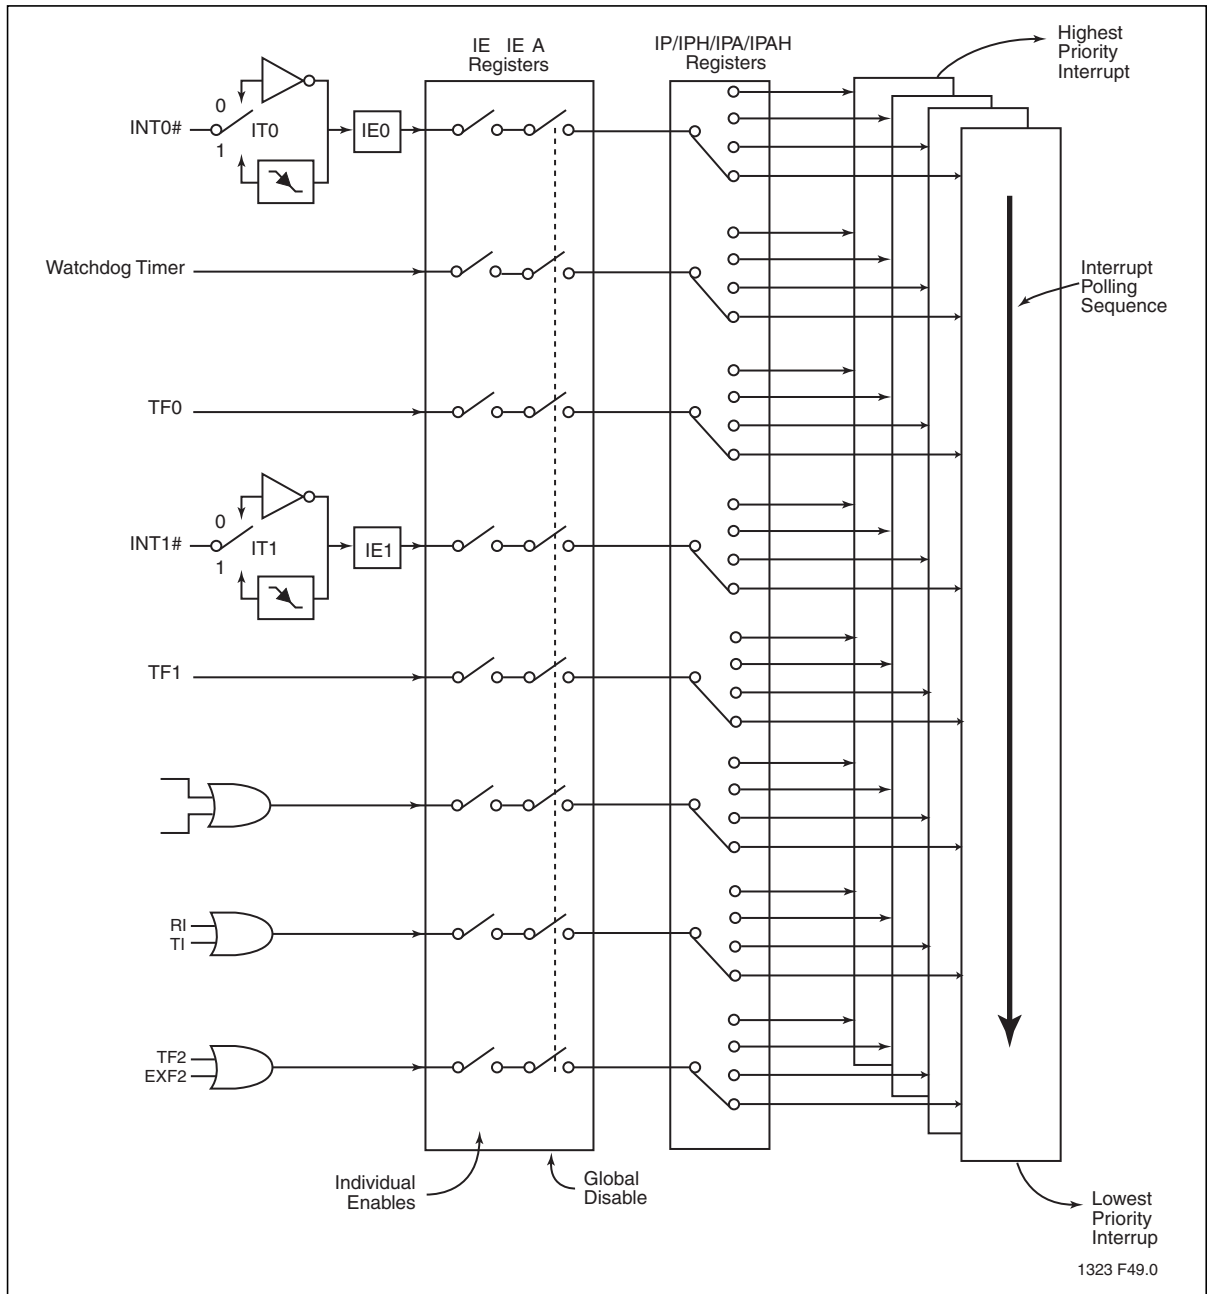 IE IE A
Registers
IP/IPH/IPA/IPAH
Registers
Highest
Priority
Interrupt
0
INT0#
IT0
1
IE0
Watchdog Timer
Interrupt
Polling
Sequence
TF0
0
INT1#
IT1
1
IE1
TF1
RI
TI
TF2
EXF2
Individual
Enables
Global
Disable
Lowest
Priority
Interrup
1323 F49.0